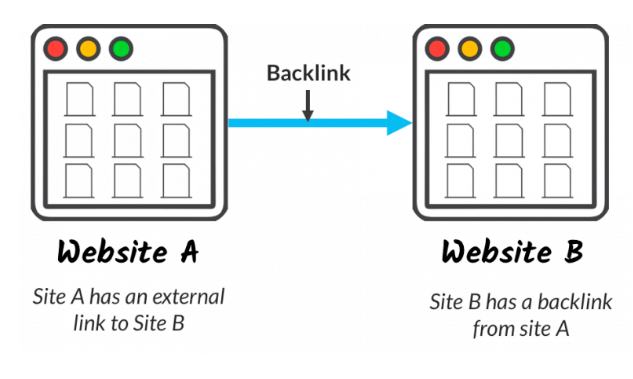 Backlink
Website A
Website B
Site A has an external
link to Site B
Site B has a backlink
from site A